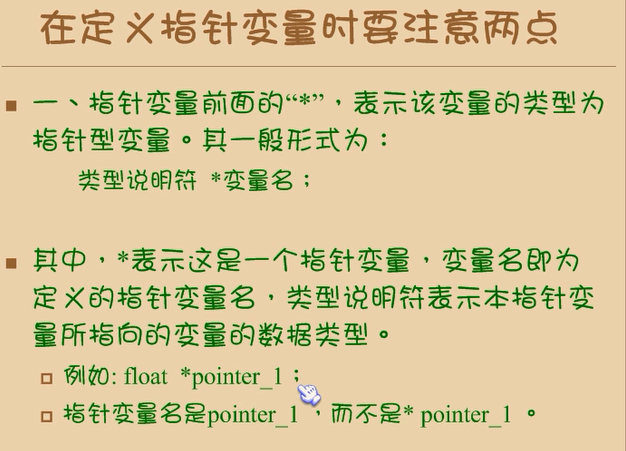 在定义指针变量时要注意两点
一、指针变量前面的“*”，表示该变量的类型为
指针型变量。其一般形式为：
类型说明符 *变量名；
其中，*表示这是一个指针变量，变量名即为
定义的指针变量名，类型说明符表示本指针变
量所指向的变量的数据类型。
例如: float *pointer_1；
指针变量名是pointer_1 ，而不是* pointer_1 。